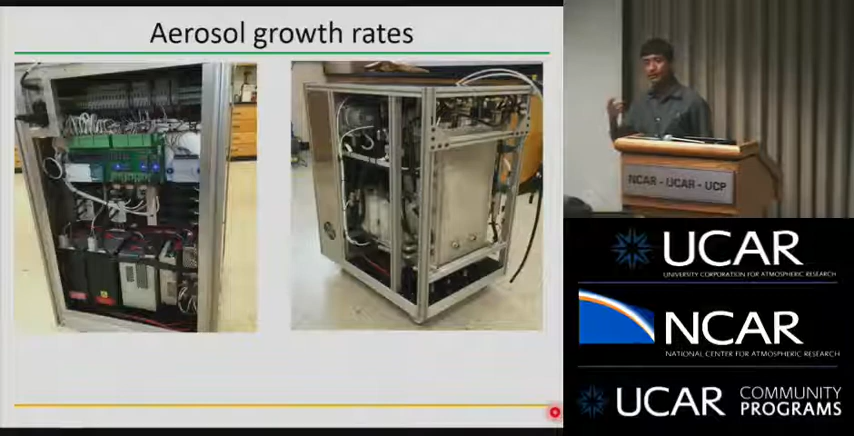 Aerosol growth rates
NCAR - UCAR - UCP
UCAR
UNIVERSITY CORPORATION FOR ATMOSPHERIC RESEARCH
NCAR
NATIONAL CENTER FOR ATMOSPHERIC RESEARCH
UCAR COMMUNITY PROGRAMS